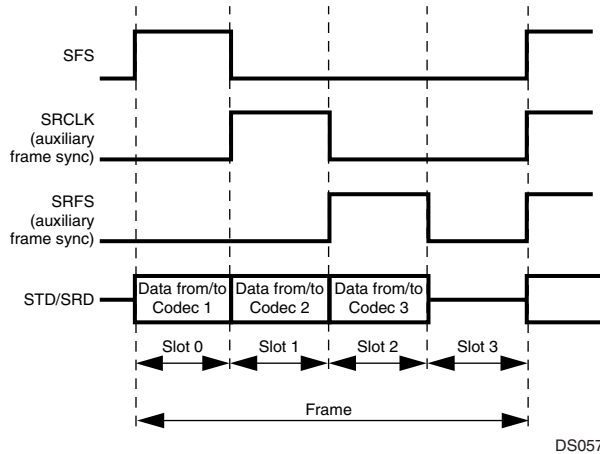 SFS
SRCLK
(auxiliary
frame sync)
SRFS
(auxiliary
frame sync)
STD/SRD
Data from/to
Codec 1
Data from/to
Codec 2
Data from/to
Codec 3
Slot 0
Slot 1
Slot 2
Slot 3
Frame
DS057